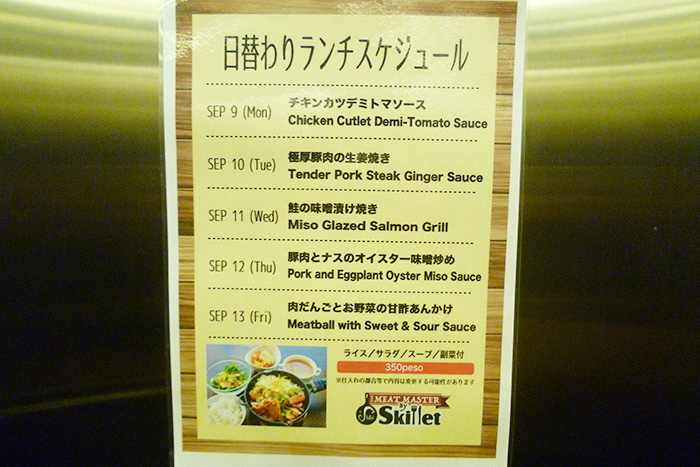 日替わりランチスケジュール
SEP 9 (Mon)
チキンカツデミトマソース
Chicken Cutlet Demi-Tomato Sauce
SEP 10 (Tue)
極厚豚肉の生姜焼き
Tender Pork Steak Ginger Sauce
SEP 11 (Wed)
鮭の味噌漬け焼き
Miso Glazed Salmon Grill
SEP 12 (Thu)
豚肉とナスのオイスター味噌炒め
Pork and Eggplant Oyster Miso Sauce
SEP 13 (Fri)
肉だんごとお野菜の甘酢あんかけ
Meatball with Sweet & Sour Sauce
ライス／サラダ／スープ／副菜付
350peso
※仕入れの都合等で内容は変更する可能性があります
MEAT MASTER
by
Skillet